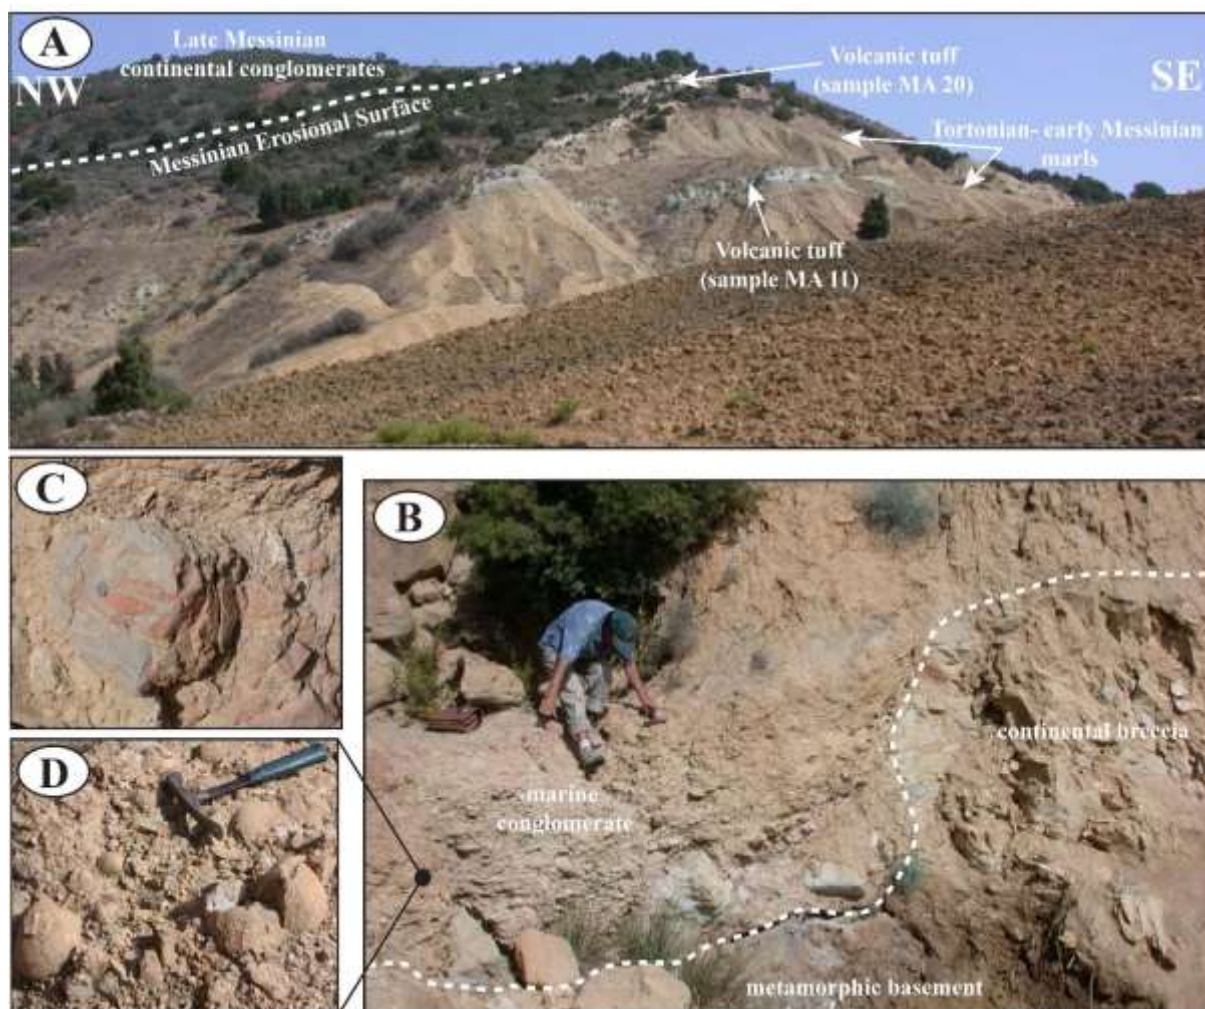 A
Late Messinian
continental conglomerates
NW
Messinian Erosional Surface
Volcanic tuff
(sample MA 20)
SE
Tortonian- early Messinian
marls
Volcanic tuff
(sample MA 11)
C
B
continental breccia
marine
conglomerate
metamorphic basement
D